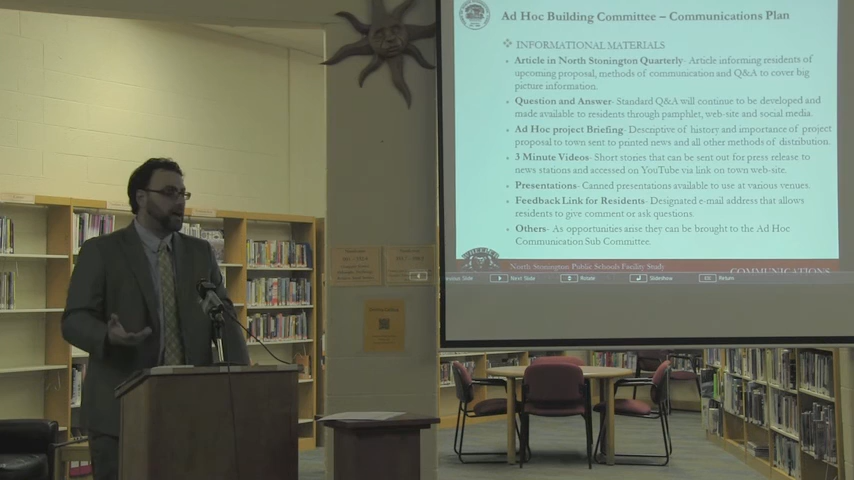 Ad Hoc Building Committee – Communications Plan
❖ INFORMATIONAL MATERIALS
• Article in North Stonington Quarterly- Article informing residents of
upcoming proposal, methods of communication and Q&A to cover big
picture information.
• Question and Answer- Standard Q&A will continue to be developed and
made available to residents through pamphlet, web-site and social media.
• Ad Hoc project Briefing- Descriptive of history and importance of project
proposal to town sent to printed news and all other methods of distribution.
• 3 Minute Videos- Short stories that can be sent out for press release to
news stations and accessed on YouTube via link on town web-site.
• Presentations- Canned presentations available to use at various venues.
• Feedback Link for Residents- Designated e-mail address that allows
residents to give comment or ask questions.
• Others- As opportunities arise they can be brought to the Ad Hoc
Communication Sub Committee.
North Stonington Public Schools Facility Study
COMMUNICATIONS
Next Slide
Slideshow
Return